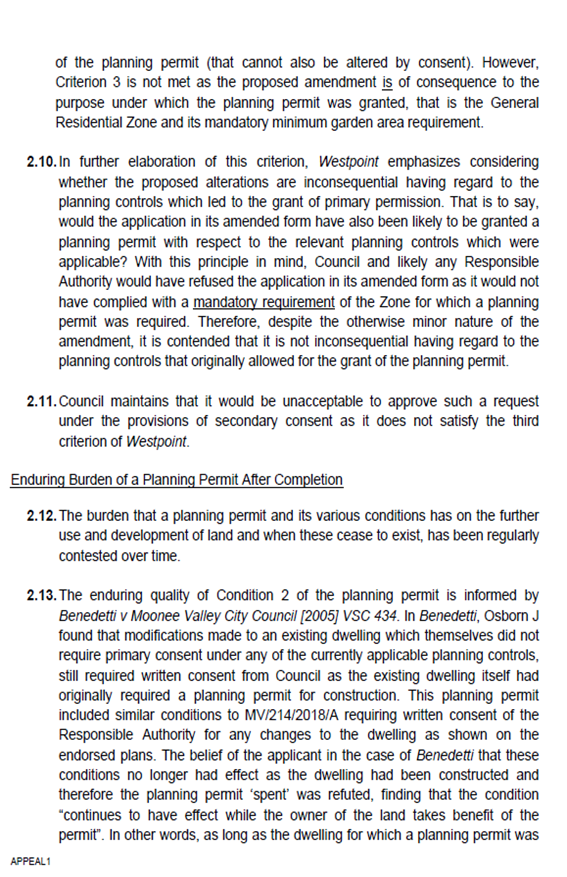 of the planning permit (that cannot also be altered by consent). However,
Criterion 3 is not met as the proposed amendment is of consequence to the
purpose under which the planning permit was granted, that is the General
Residential Zone and its mandatory minimum garden area requirement.
2.10. In further elaboration of this criterion, Westpoint emphasizes considering
whether the proposed alterations are inconsequential having regard to the
planning controls which led to the grant of primary permission. That is to say,
would the application in its amended form have also been likely to be granted a
planning permit with respect to the relevant planning controls which were
applicable? With this principle in mind, Council and likely any Responsible
Authority would have refused the application in its amended form as it would not
have complied with a mandatory requirement of the Zone for which a planning
permit was required. Therefore, despite the otherwise minor nature of the
amendment, it is contended that it is not inconsequential having regard to the
planning controls that originally allowed for the grant of the planning permit.
2.11. Council maintains that it would be unacceptable to approve such a request
under the provisions of secondary consent as it does not satisfy the third
criterion of Westpoint.
Enduring Burden of a Planning Permit After Completion
2.12. The burden that a planning permit and its various conditions has on the further
use and development of land and when these cease to exist, has been regularly
contested over time.
2.13. The enduring quality of Condition 2 of the planning permit is informed by
Benedetti v Moonee Valley City Council [2005] VSC 434. In Benedetti, Osborn J
found that modifications made to an existing dwelling which themselves did not
require primary consent under any of the currently applicable planning controls,
still required written consent from Council as the existing dwelling itself had
originally required a planning permit for construction. This planning permit
included similar conditions to MV/214/2018/A requiring written consent of the
Responsible Authority for any changes to the dwelling as shown on the
endorsed plans. The belief of the applicant in the case of Benedetti that these
conditions no longer had effect as the dwelling had been constructed and
therefore the planning permit ‘spent’ was refuted, finding that the condition
“continues to have effect while the owner of the land takes benefit of the
permit”. In other words, as long as the dwelling for which a planning permit was
APPEAL1